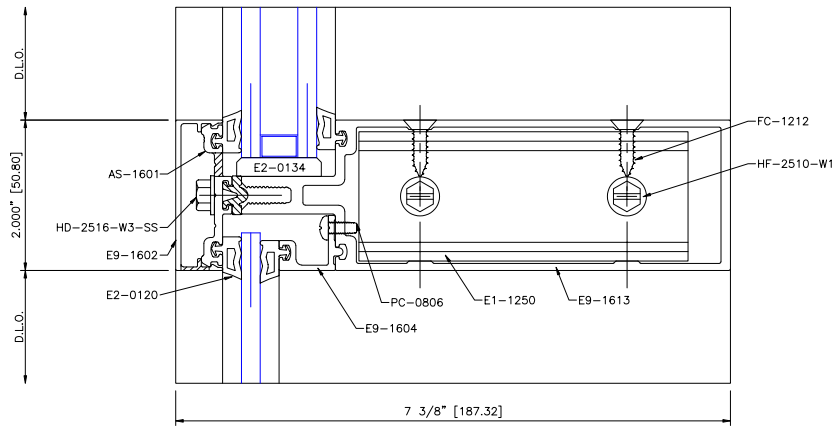 D.L.O.
FC-1212
E2-0134
HF-2510-W1
AS-1601
2.000" [50.80]
HD-2516-W3-SS
E9-1602
E2-0120
PC-0806
E1-1250
E9-1613
E9-1604
D.L.O.
7 3/8" [187.32]